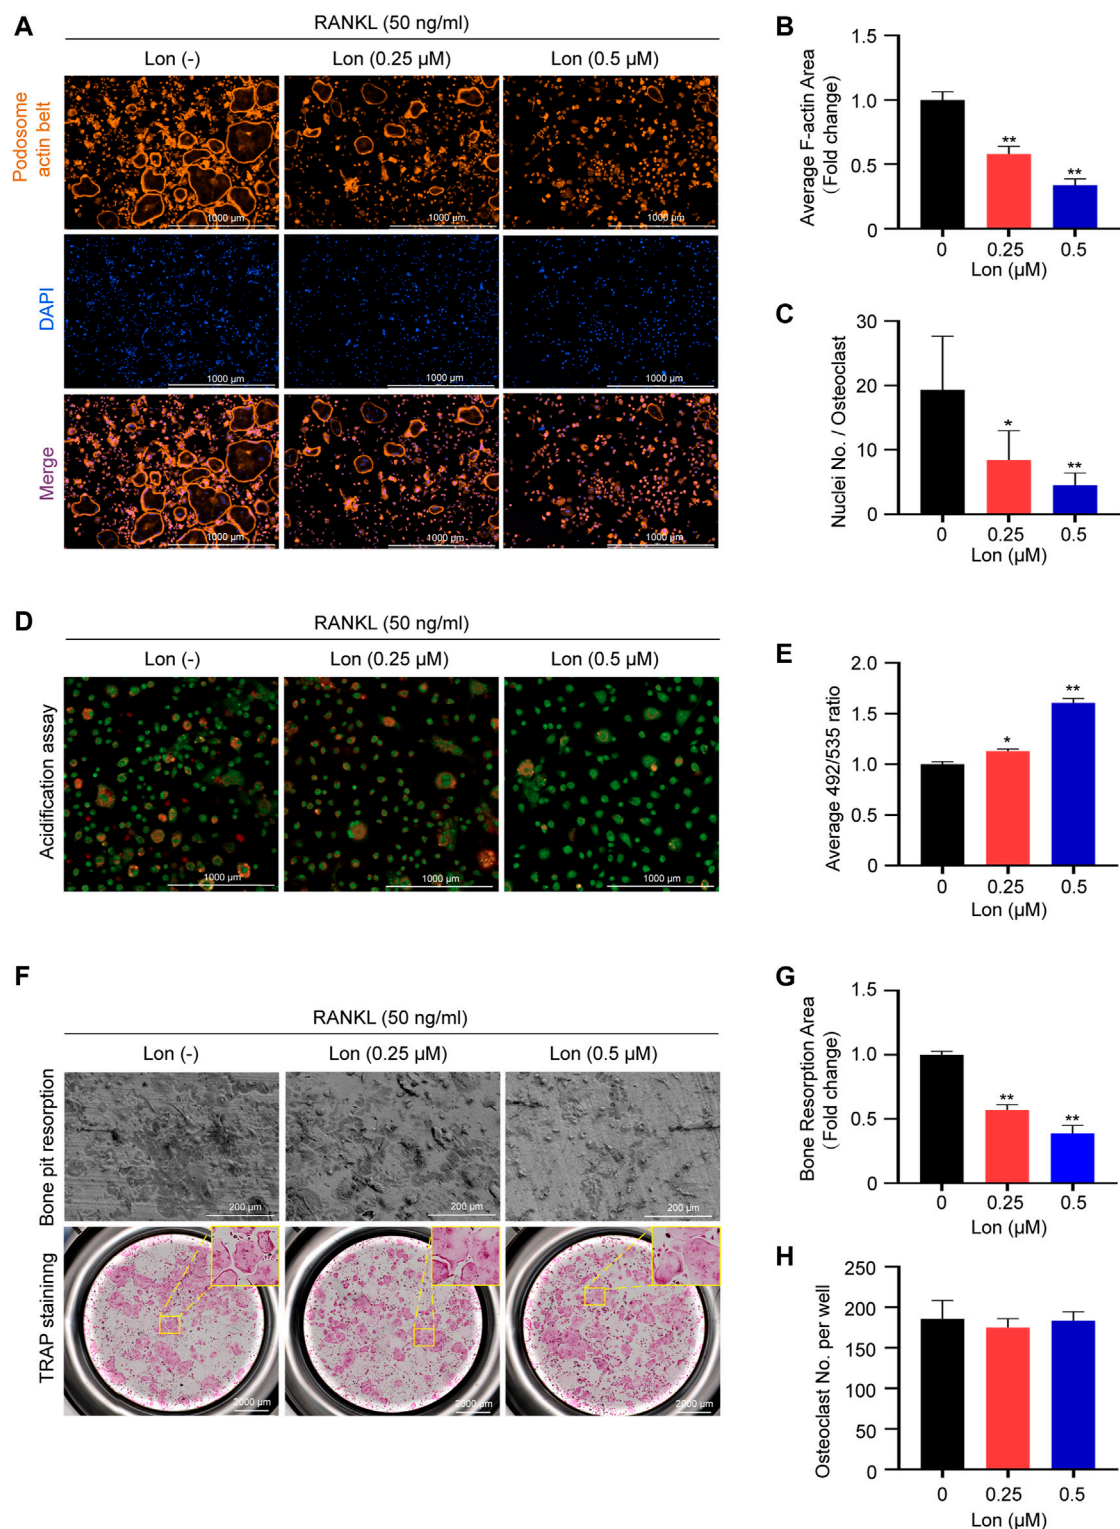 A
RANKL (50 ng/ml)
Lon (-)
Lon (0.25 µM)
Lon (0.5 µM)
Podosome
actin belt
1000 µm
1000 µm
1000 µm
DAPI
1000 µm
1000 µm
1000 µm
Merge
1000 µm
1000 µm
1000 µm
B
Average F-actin Area
(Fold change)
1.5
1.0
0.5
0
**
**
0
0.25
0.5
Lon (µM)
C
Nuclei No. / Osteoclast
30
20
10
0
*
**
0
0.25
0.5
Lon (µM)
D
RANKL (50 ng/ml)
Lon (-)
Lon (0.25 µM)
Lon (0.5 µM)
Acidification assay
1000 µm
1000 µm
1000 µm
E
Average 492/535 ratio
2.0
1.5
1.0
0.5
0
*
**
0
0.25
0.5
Lon (µM)
F
RANKL (50 ng/ml)
Lon (-)
Lon (0.25 µM)
Lon (0.5 µM)
Bone pit resorption
200 µm
200 µm
200 µm
TRAP staininng
2000 µm
2000 µm
2000 µm
G
Bone Resorption Area
(Fold change)
1.5
1.0
0.5
0
**
**
0
0.25
0.5
Lon (µM)
H
Osteoclast No. per well
250
200
150
100
50
0
0
0.25
0.5
Lon (µM)